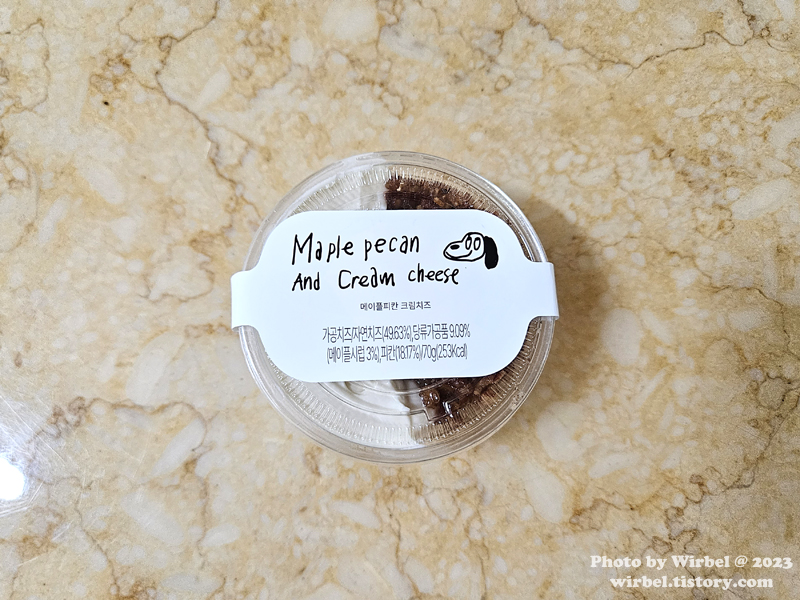 Maple pecan
And Cream cheese
메이플피칸 크림치즈
가공치즈/자연치즈(49.63%),당류가공품 9.09%
(메이플시럽 3%),피칸(18.17%)/70g(253Kcal)
Photo by Wirbel @ 2023
wirbel.tistory.com